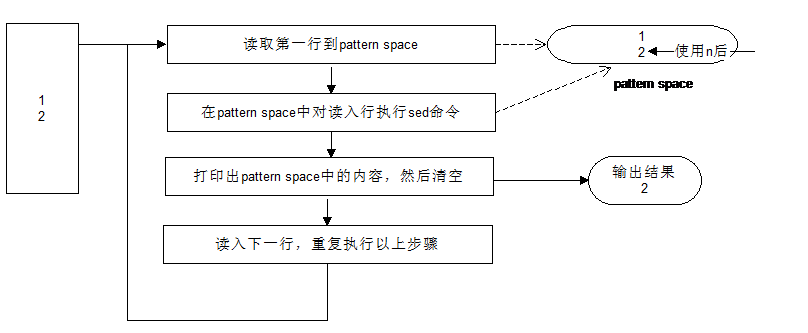 1
2
读取第一行到pattern space
1
2
使用n后
pattern space
在pattern space中对读入行执行sed命令
打印出pattern space中的内容，然后清空
输出结果
2
读入下一行，重复执行以上步骤